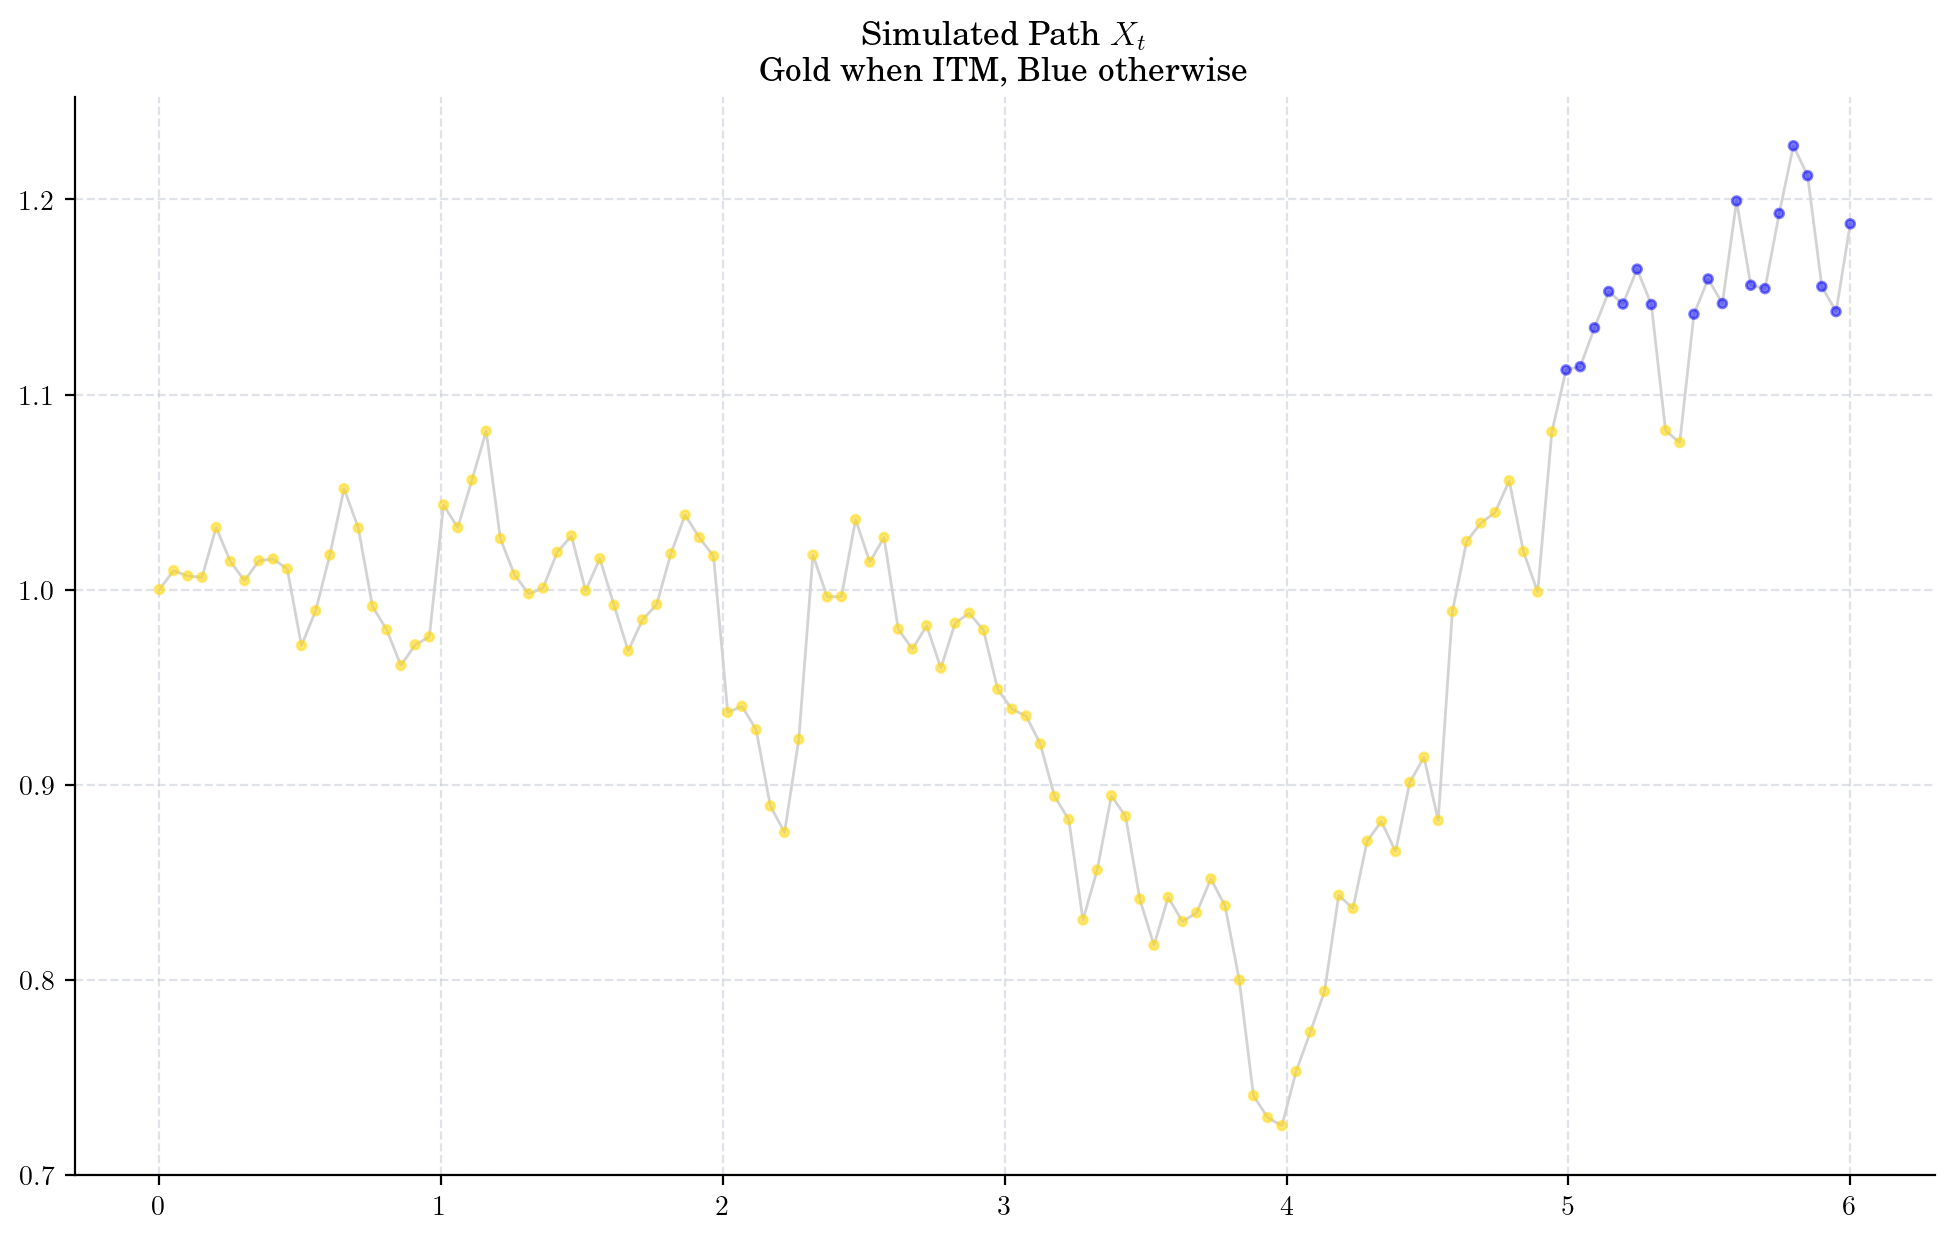 Simulated Path X_t
Gold when ITM, Blue otherwise
1.2
1.1
1.0
0.9
0.8
0.7
0 1 2 3 4 5 6